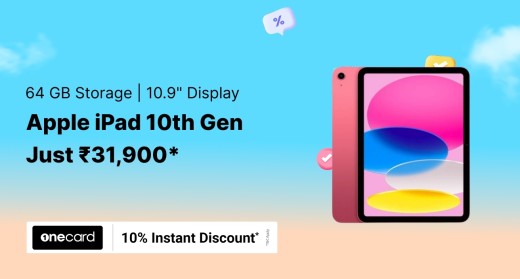 %
64 GB Storage | 10.9" Display
Apple iPad 10th Gen
Just ₹31,900*
onecard
10% Instant Discount*